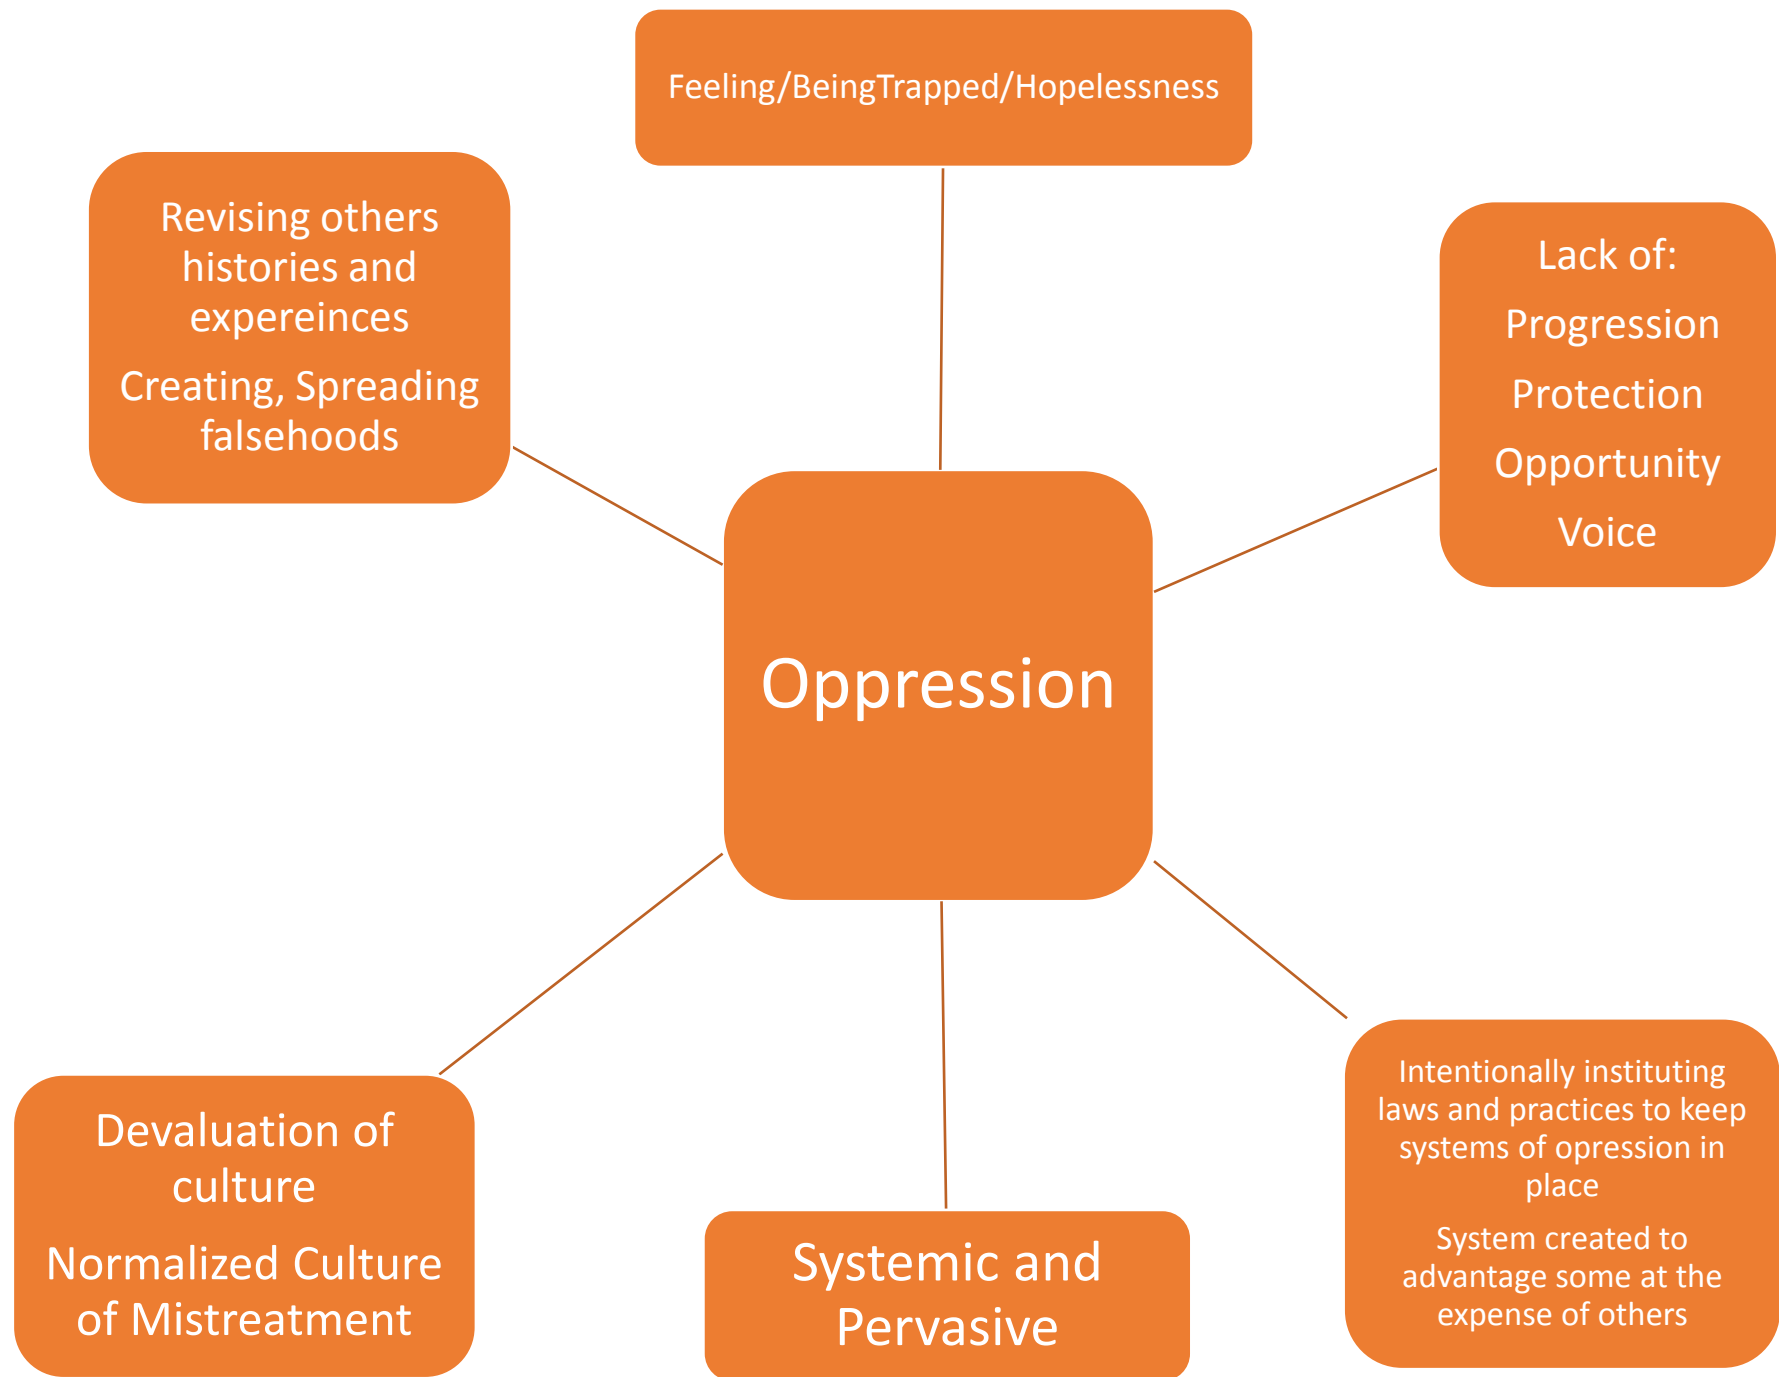 Feeling/BeingTrapped/Hopelessness
Revising others
histories and
expereinces
Creating, Spreading
falsehoods
Lack of:
Progression
Protection
Opportunity
Voice
Oppression
Devaluation of
culture
Normalized Culture
of Mistreatment
Systemic and
Pervasive
Intentionally instituting
laws and practices to keep
systems of opression in
place
System created to
advantage some at the
expense of others